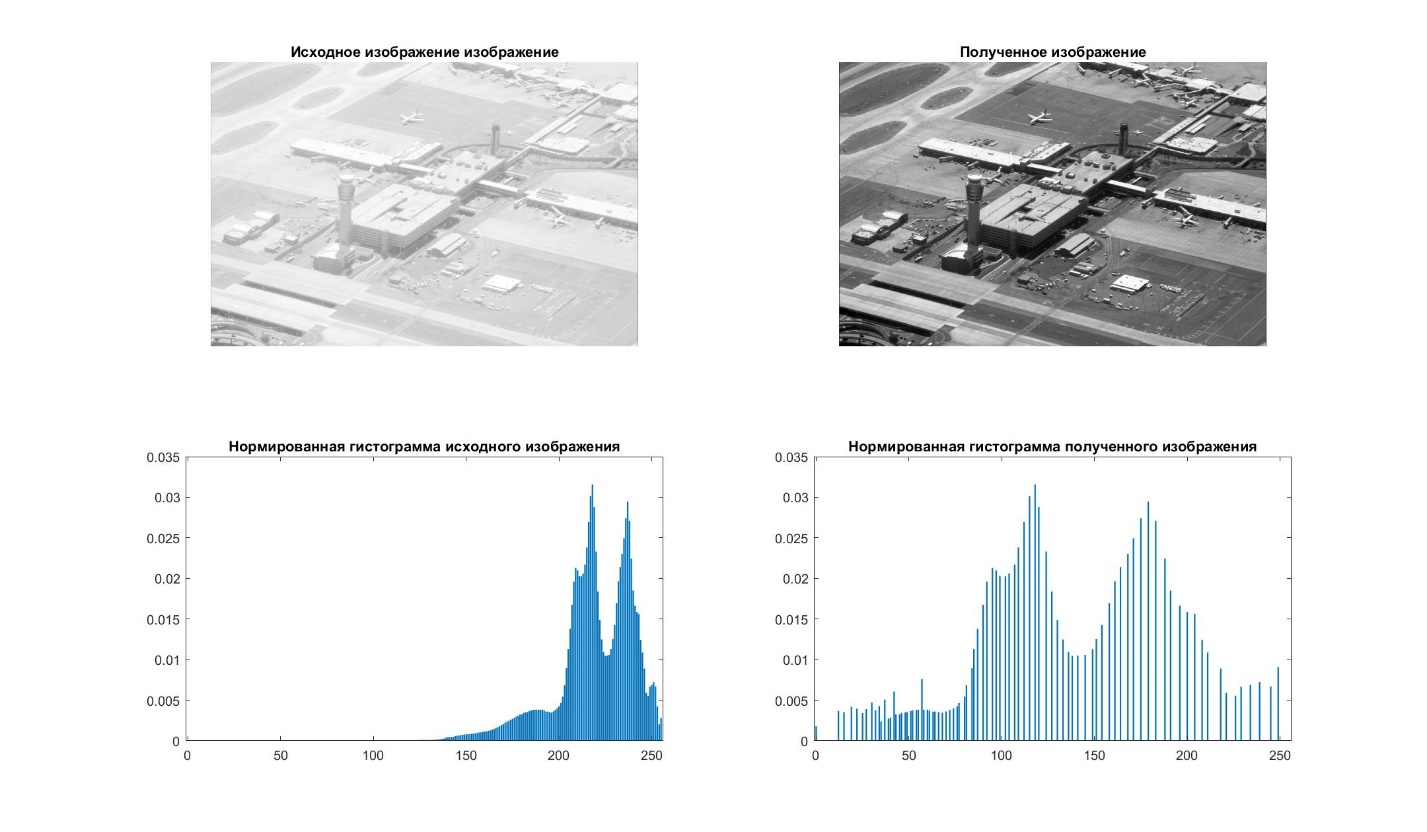 Исходное изображение изображение
Полученное изображение
Нормированная гистограмма исходного изображения
0.035
0.03
0.025
0.02
0.015
0.01
0.005
0
0 50 100 150 200 250
Нормированная гистограмма полученного изображения
0.035
0.03
0.025
0.02
0.015
0.01
0.005
0
0 50 100 150 200 250